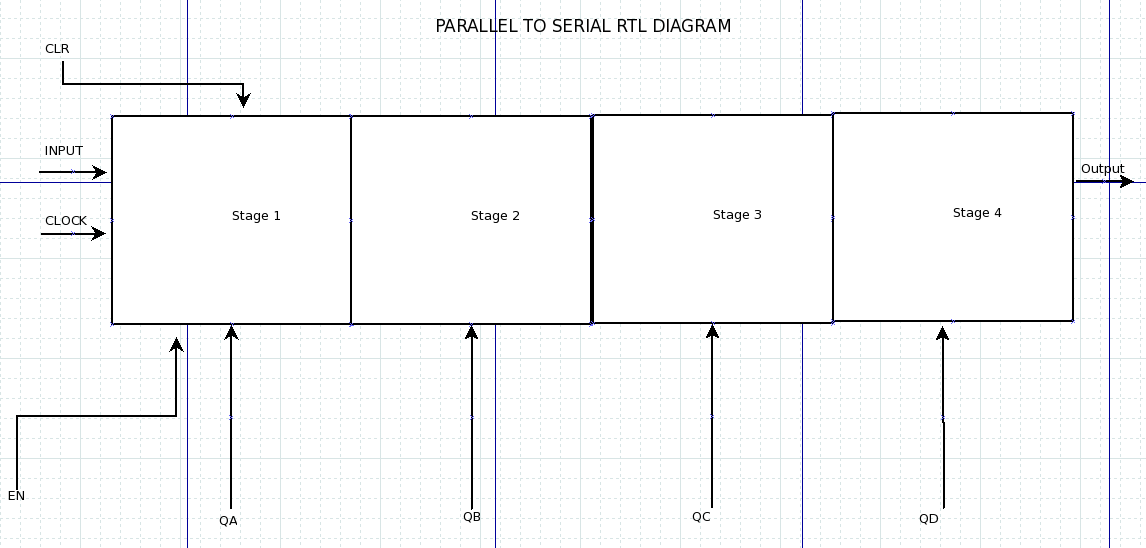 PARALLEL TO SERIAL RTL DIAGRAM
CLR
INPUT
Output
CLOCK
Stage 1
Stage 2
Stage 3
Stage 4
EN
QA
QB
QC
QD